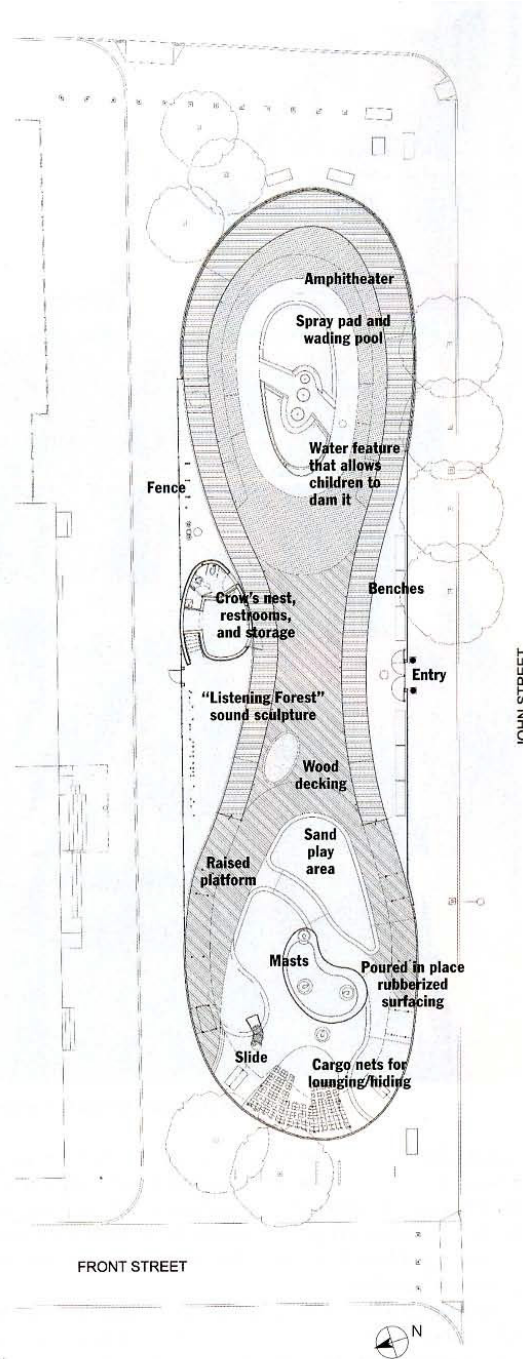 Amphitheater
Spray pad and
wading pool
Water feature
that allows
children to
dam it
Fence
Crow's nest,
restrooms,
and storage
Benches
Entry
JOHN STREET
"Listening Forest"
sound sculpture
Wood
decking
Sand
play
area
Raised
platform
Masts
Poured in place
rubberized
surfacing
Slide
Cargo nets for
lounging/hiding
FRONT STREET
N